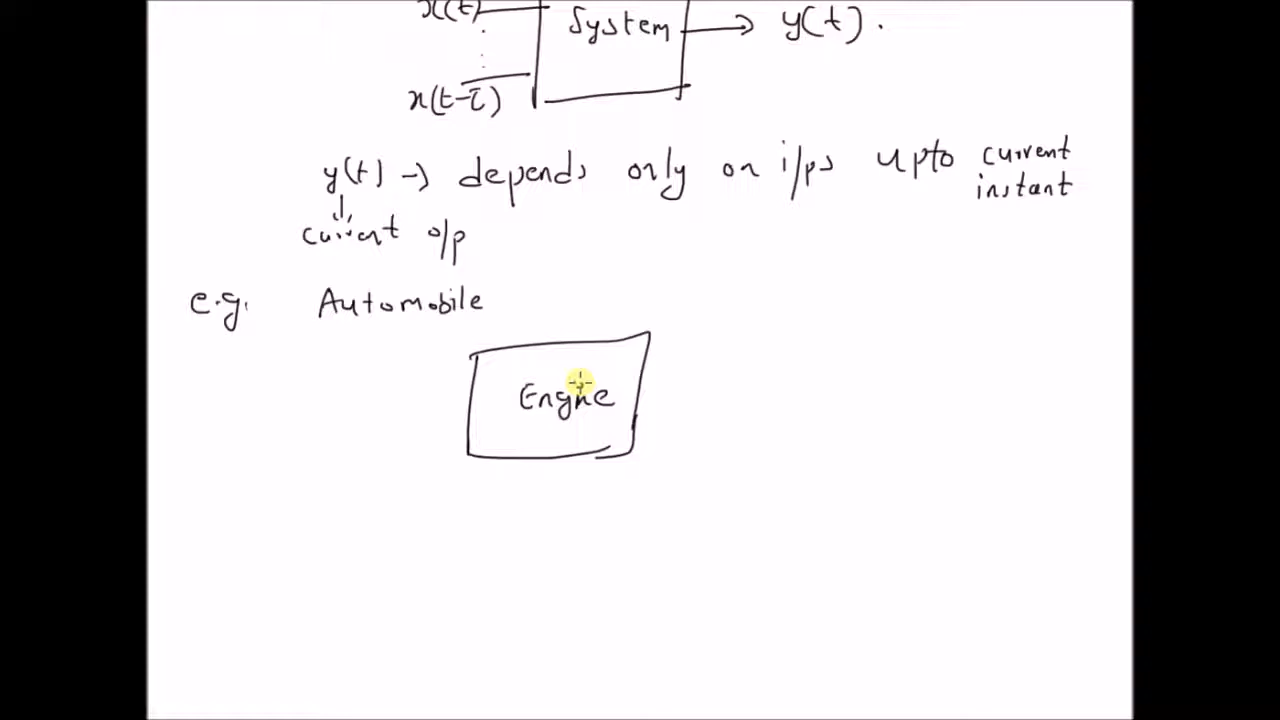 x(t)
System → y(t).
x(t-τ)
y(t) → depends only on i/ps upto current
instant
current o/p
e.g. Automobile
Engine